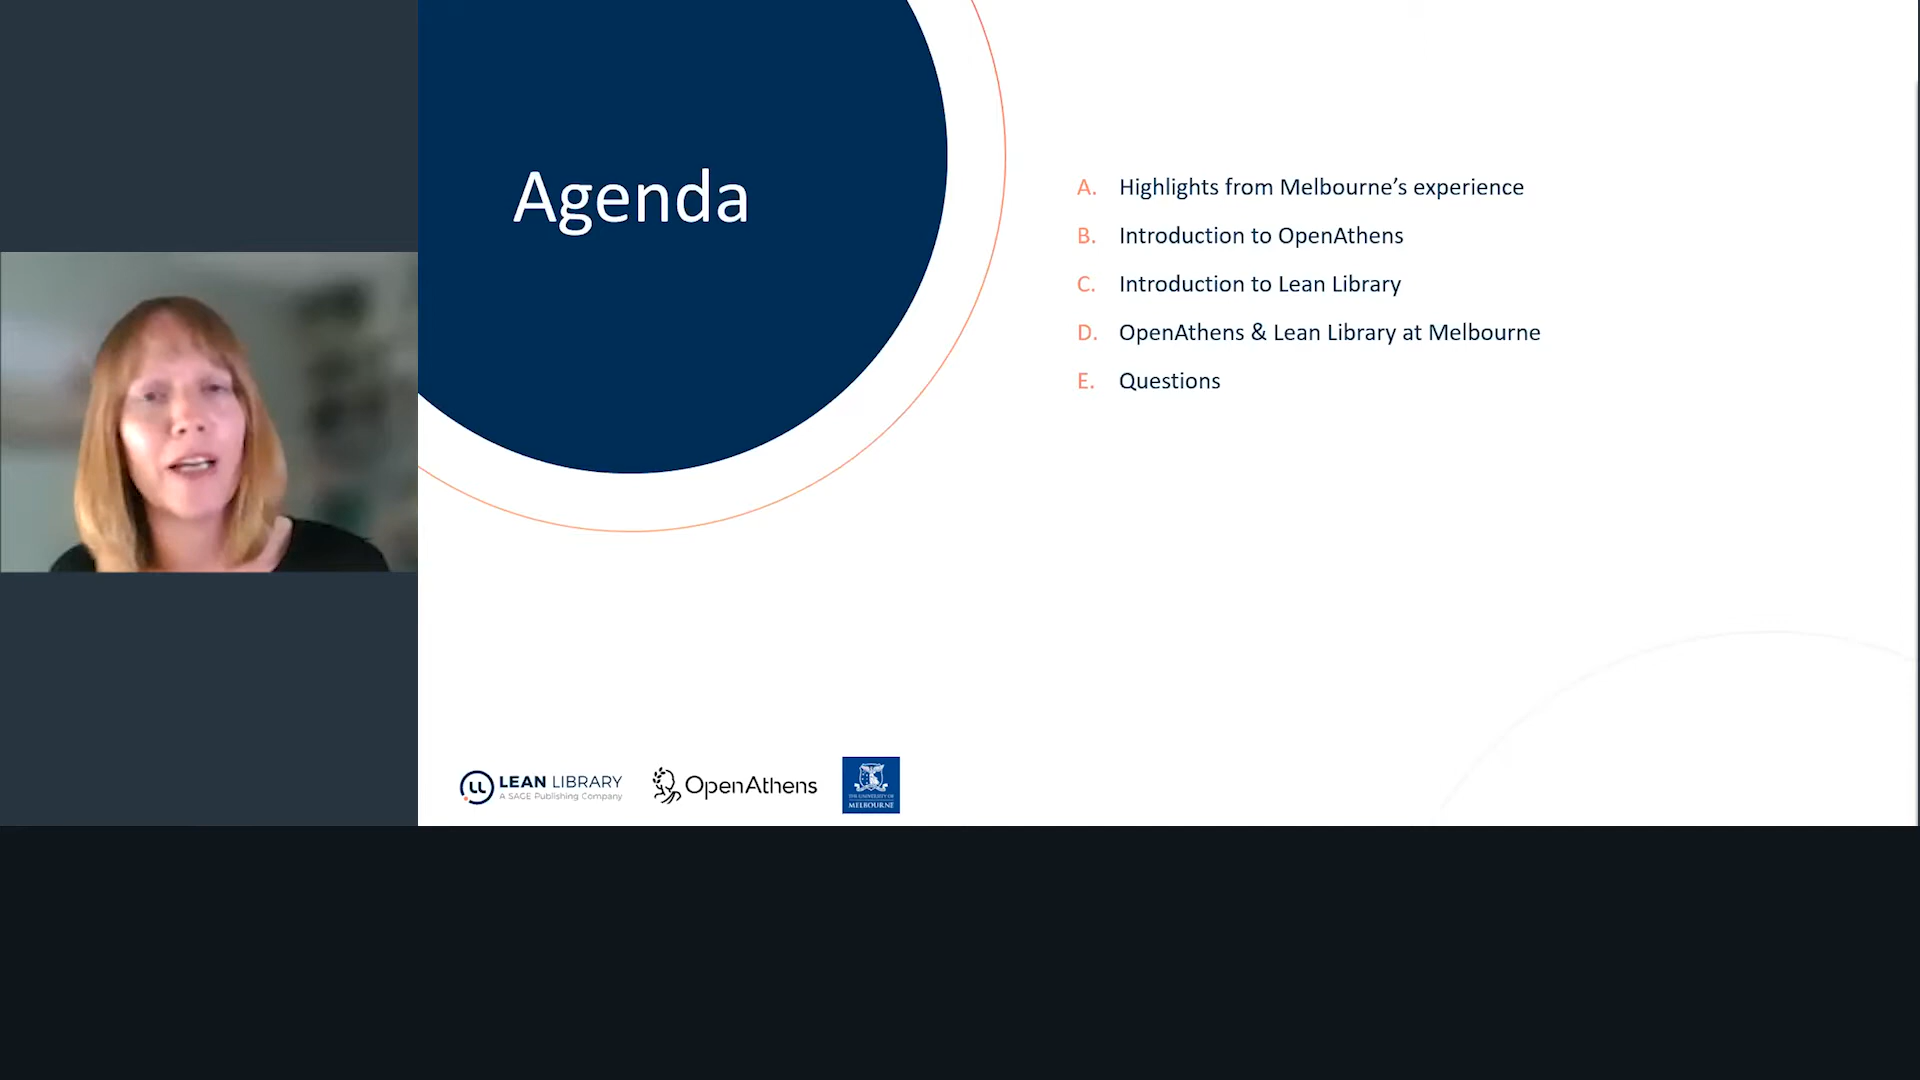 Agenda
A. Highlights from Melbourne’s experience
B. Introduction to OpenAthens
C. Introduction to Lean Library
D. OpenAthens & Lean Library at Melbourne
E. Questions
LL LEAN LIBRARY
A SAGE Publishing Company
OpenAthens
THE UNIVERSITY OF
MELBOURNE